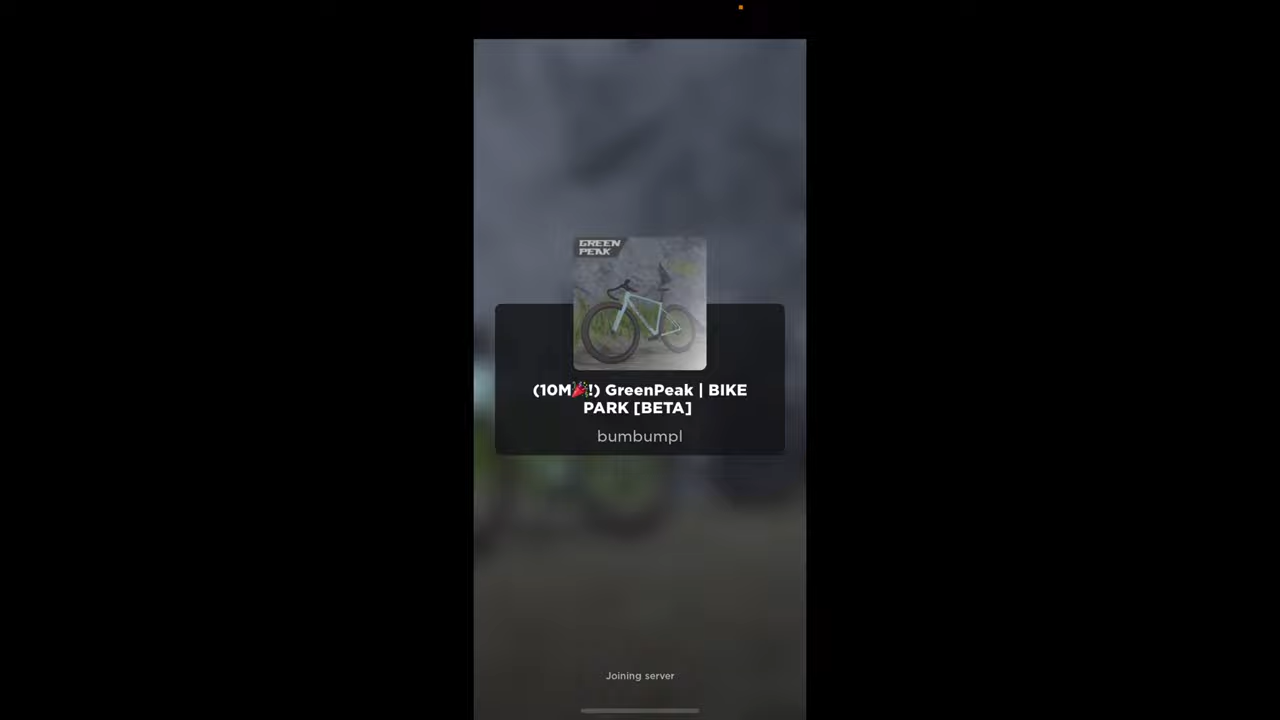 GREEN
PEAK
(10M🎉!) GreenPeak | BIKE
PARK [BETA]
bumbumpl
Joining server